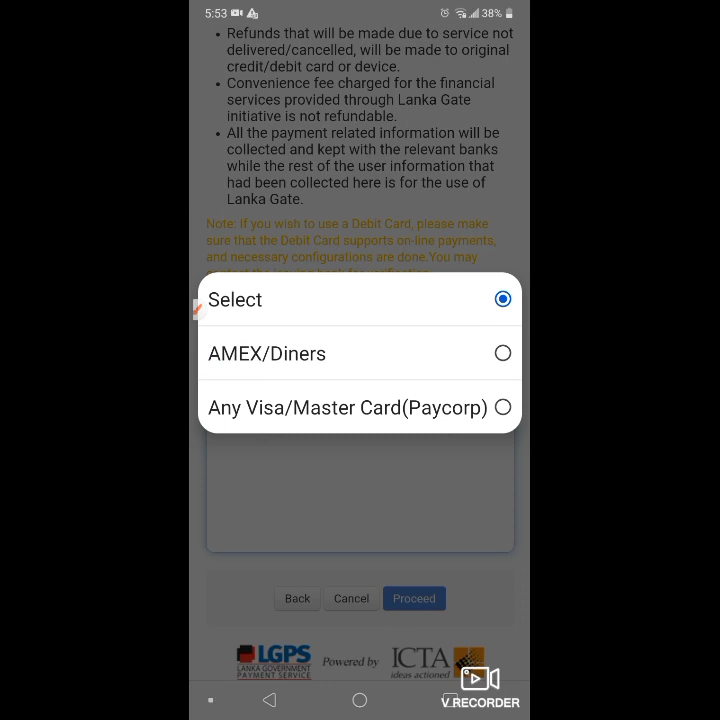 5:53
38%
• Refunds that will be made due to service not
delivered/cancelled, will be made to original
credit/debit card or device.
• Convenience fee charged for the financial
services provided through Lanka Gate
initiative is not refundable.
• All the payment related information will be
collected and kept with the relevant banks
while the rest of the user information that
had been collected here is for the use of
Lanka Gate.
Note: If you wish to use a Debit Card, please make
sure that the Debit Card supports on-line payments,
and necessary configurations are done.You may
Select
AMEX/Diners
Any Visa/Master Card(Paycorp)
Back Cancel Proceed
LGPS
LANKA GOVERNMENT
PAYMENT SERVICE
Powered by
ICTA
ideas actioned
V.RECORDER